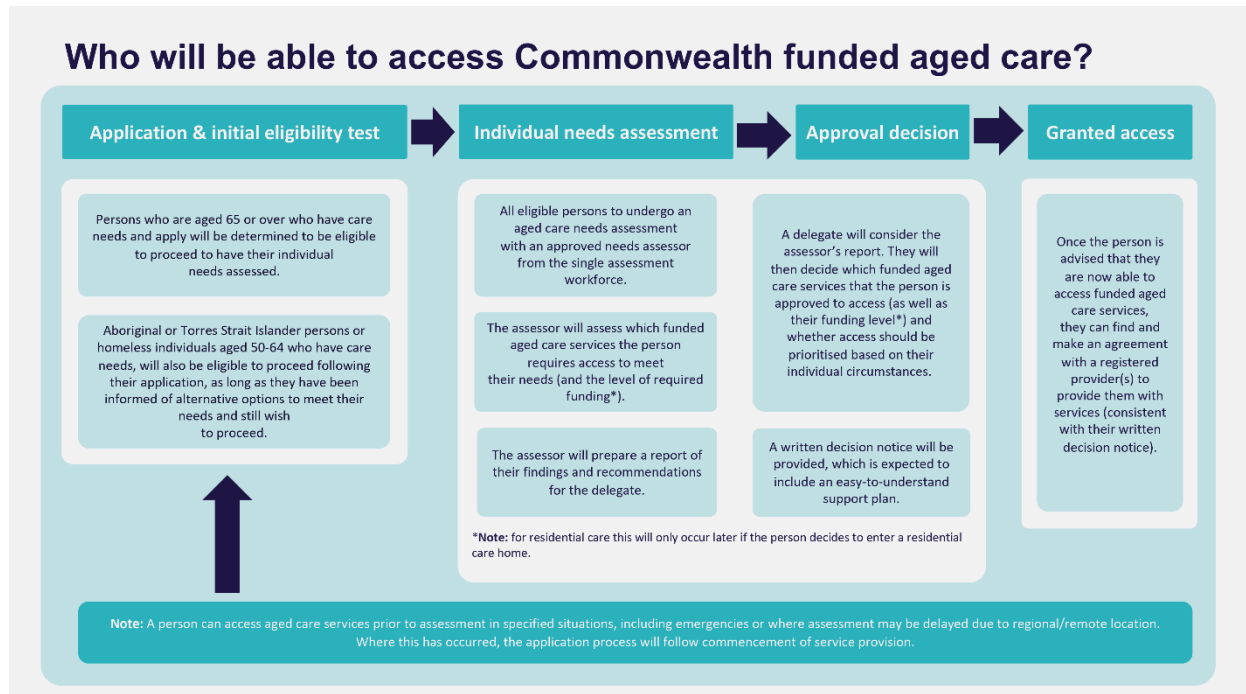 Who will be able to access Commonwealth funded aged care?
Application & initial eligibility test
Individual needs assessment
Approval decision
Granted access
Persons who are aged 65 or over who have care
needs and apply will be determined to be eligible
to proceed to have their individual
needs assessed.
Aboriginal or Torres Strait Islander persons or
homeless individuals aged 50-64 who have care
needs, will also be eligible to proceed following
their application, as long as they have been
informed of alternative options to meet their
needs and still wish
to proceed.
All eligible persons to undergo an
aged care needs assessment
with an approved needs assessor
from the single assessment
workforce.
The assessor will assess which funded
aged care services the person
requires access to meet
their needs (and the level of required
funding*).
The assessor will prepare a report of
their findings and recommendations
for the delegate.
A delegate will consider the
assessor’s report. They will
then decide which funded aged
care services that the person is
approved to access (as well as
their funding level*) and
whether access should be
prioritised based on their
individual circumstances.
A written decision notice will be
provided, which is expected to
include an easy-to-understand
support plan.
*Note: for residential care this will only occur later if the person decides to enter a residential
care home.
Once the person is
advised that they
are now able to
access funded aged
care services,
they can find and
make an agreement
with a registered
provider(s) to
provide them with
services (consistent
with their written
decision notice).
Note: A person can access aged care services prior to assessment in specified situations, including emergencies or where assessment may be delayed due to regional/remote location.
Where this has occurred, the application process will follow commencement of service provision.